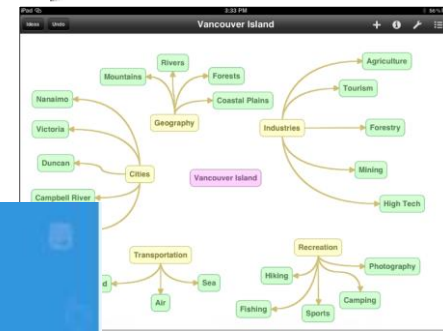 iPad
3:33 PM
Ideas
Undo
Vancouver Island
Rivers
Mountains
Forests
Coastal Plains
Geography
Agriculture
Tourism
Industries
Forestry
Mining
High Tech
Nanaimo
Victoria
Duncan
Cities
Campbell River
Vancouver Island
Transportation
Sea
Air
Recreation
Hiking
Photography
Fishing
Sports
Camping